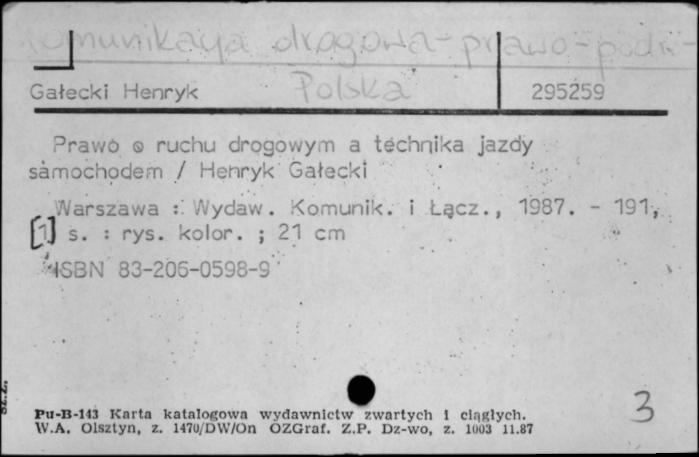 Komunikacja drogowa - prawo - podr. -
Polska
Gałecki Henryk 295259
Prawo o ruchu drogowym a technika jazdy
samochodem / Henryk Gałecki
Warszawa : Wydaw. Komunik. i Łącz., 1987. - 191,
[1] s. : rys. kolor. ; 21 cm
ISBN 83-206-0598-9
3
Pu-B-143 Karta katalogowa wydawnictw zwartych i ciągłych.
W.A. Olsztyn, z. 1470/DW/On OZGraf. Z.P. Dz-wo, z. 1003 11.87